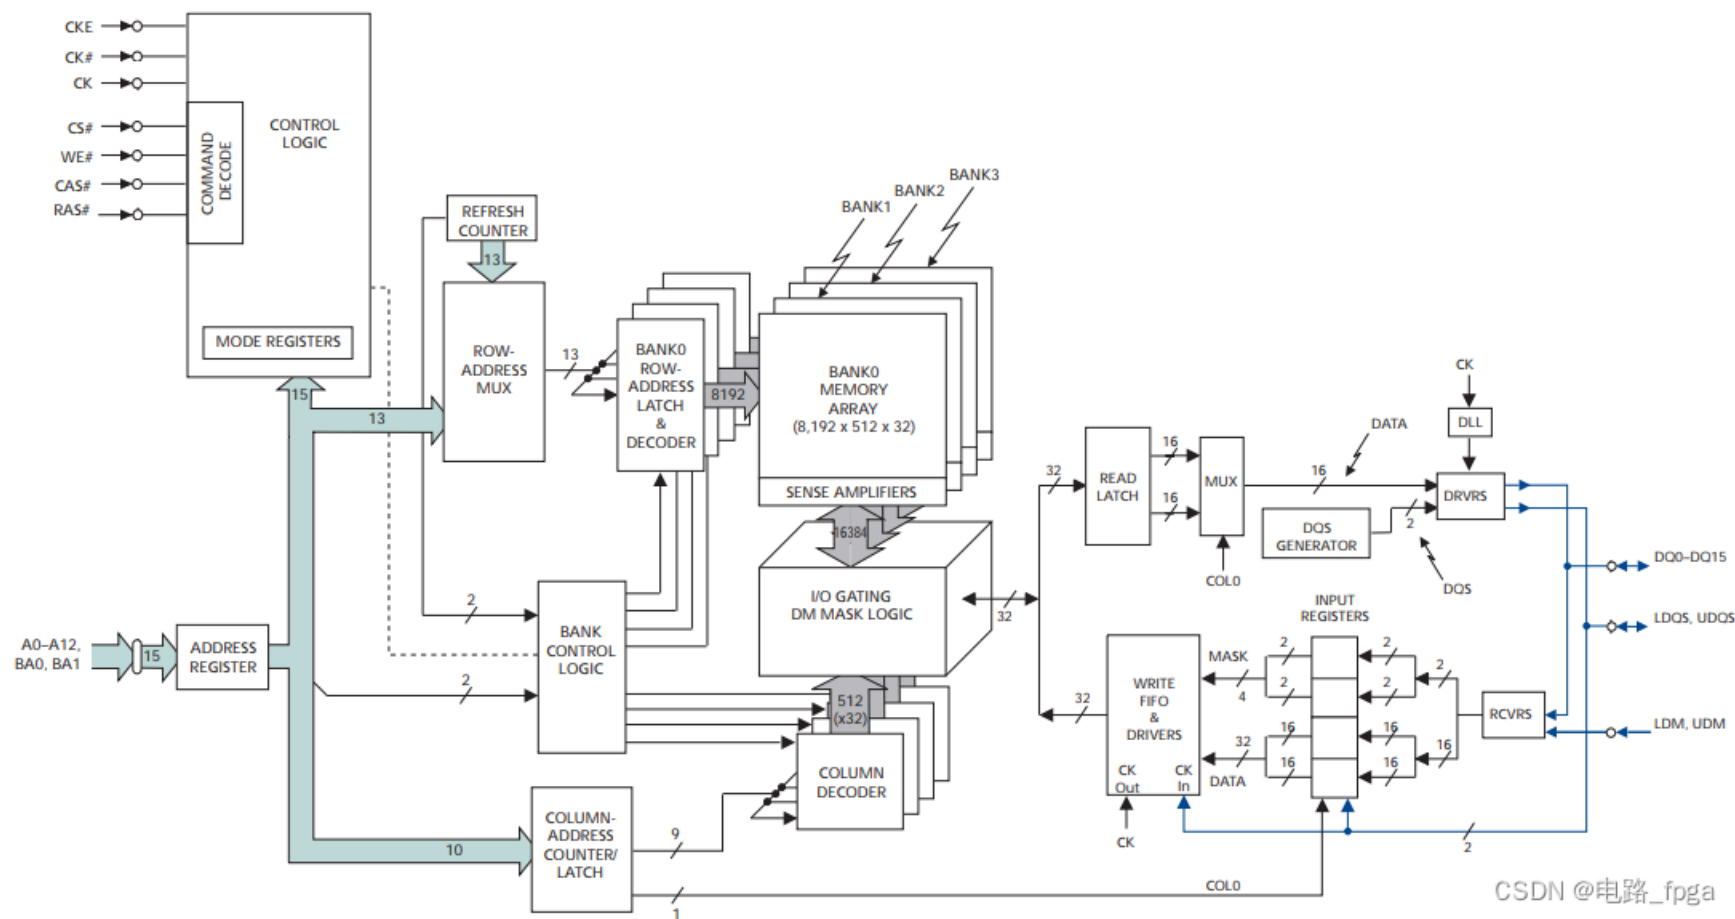 CKE
CK#
CK
CS#
WE#
CAS#
RAS#
COMMAND
DECODE
CONTROL
LOGIC
MODE REGISTERS
REFRESH
COUNTER
13
ROW-
ADDRESS
MUX
13
15
13
BANK0
ROW-
ADDRESS
LATCH
&
DECODER
8192
BANK1
BANK2
BANK3
BANK0
MEMORY
ARRAY
(8,192 x 512 x 32)
SENSE AMPLIFIERS
16384
I/O GATING
DM MASK LOGIC
32
32
READ
LATCH
16
16
MUX
COL0
16
DATA
CK
DLL
DRVRS
DQS
GENERATOR
2
DQS
DQ0–DQ15
LDQS, UDQS
LDM, UDM
INPUT
REGISTERS
A0–A12,
BA0, BA1
15
ADDRESS
REGISTER
2
2
BANK
CONTROL
LOGIC
512
(x32)
COLUMN
DECODER
10
COLUMN-
ADDRESS
COUNTER/
LATCH
9
1
COL0
32
WRITE
FIFO
&
DRIVERS
CK
Out
CK
In
CK
MASK
4
32
DATA
2
2
16
16
2
2
16
16
2
16
RCVRS
2
CSDN @电路_fpga